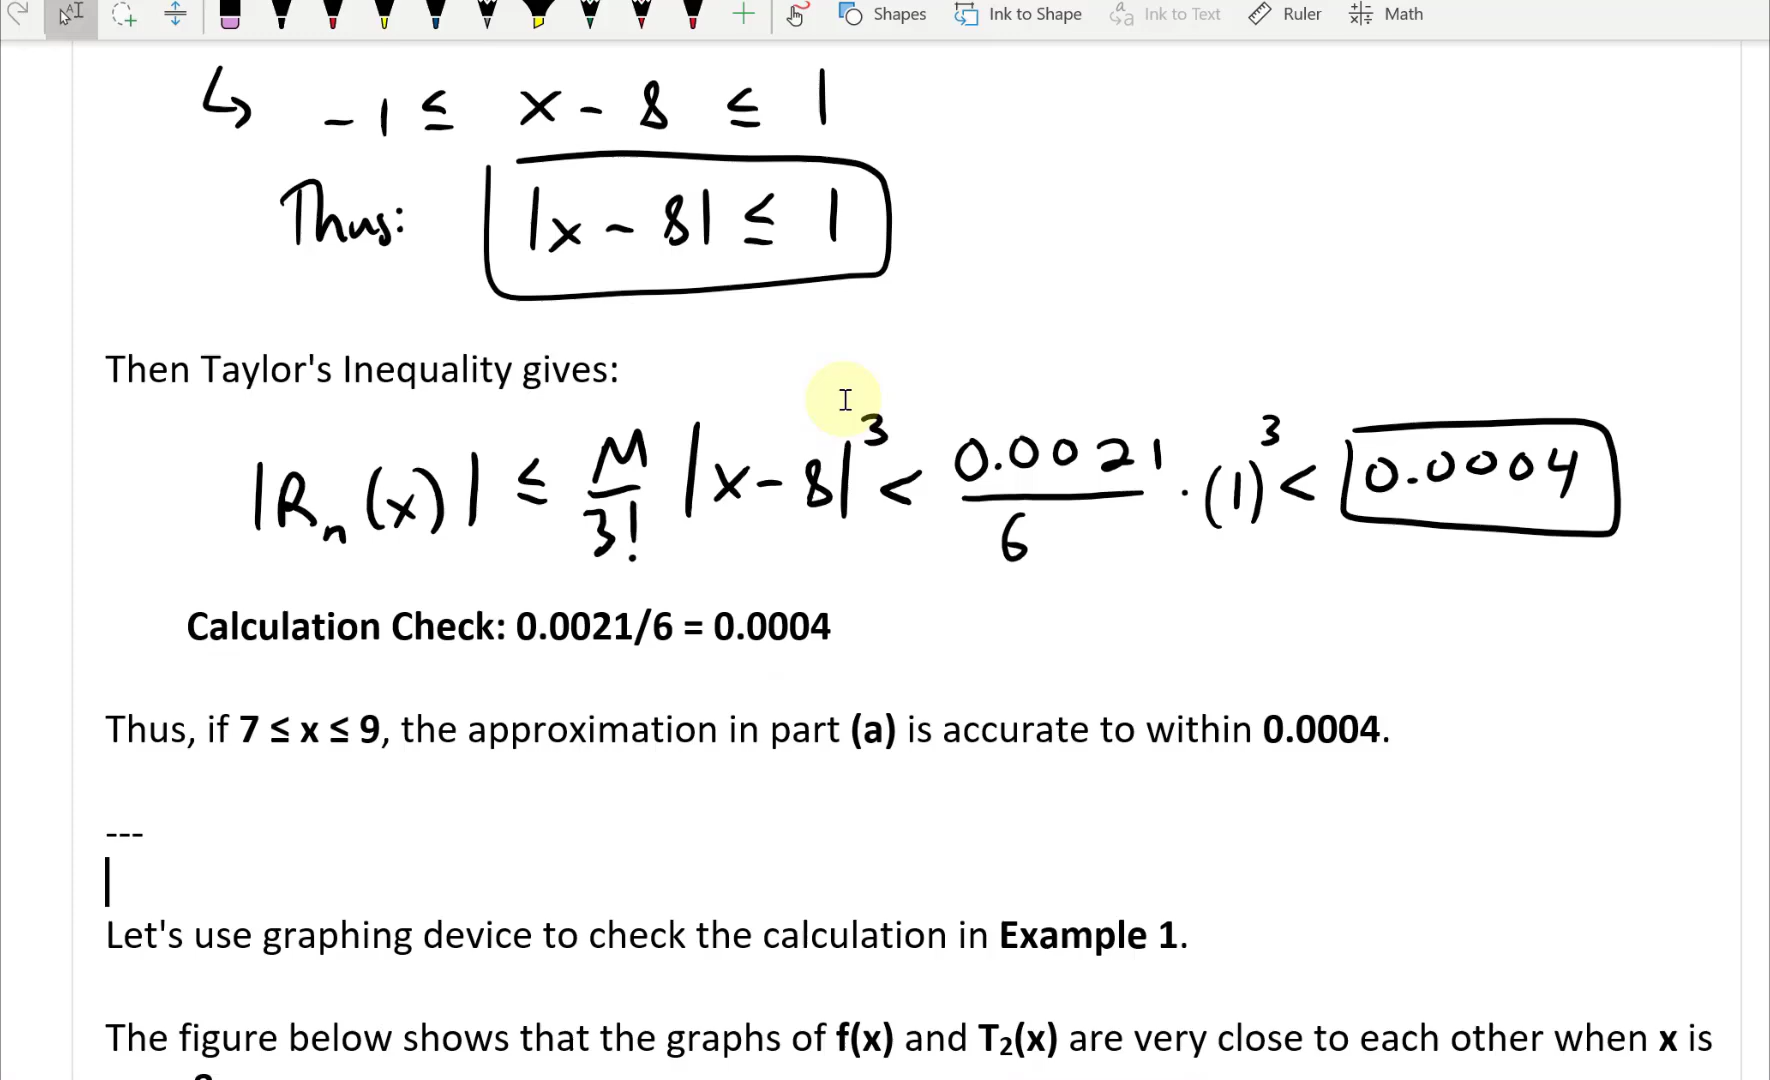 Shapes Ink to Shape Ink to Text Ruler Math
↳ -1 ≤ x - 8 ≤ 1
Thus: |x - 8| ≤ 1
Then Taylor's Inequality gives:
|Rₙ(x)| ≤ M/3! |x-8|³ < 0.0021/6 · (1)³ < 0.0004
Calculation Check: 0.0021/6 = 0.0004
Thus, if 7 ≤ x ≤ 9, the approximation in part (a) is accurate to within 0.0004.
---
Let's use graphing device to check the calculation in Example 1.
The figure below shows that the graphs of f(x) and T₂(x) are very close to each other when x is